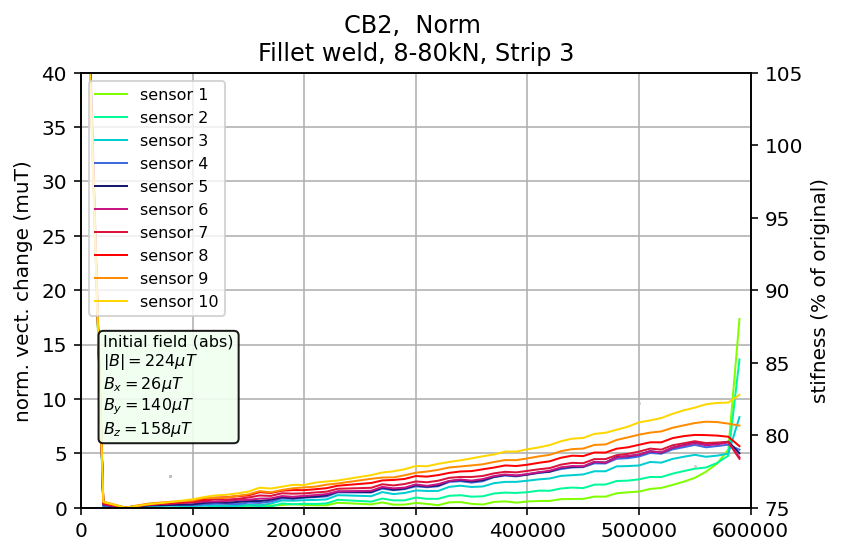 CB2,  Norm
Fillet weld, 8-80kN, Strip 3
norm. vect. change (muT)
40
35
30
25
20
15
10
5
0
sensor 1
sensor 2
sensor 3
sensor 4
sensor 5
sensor 6
sensor 7
sensor 8
sensor 9
sensor 10
Initial field (abs)
|B| = 224μT
Bx = 26μT
By = 140μT
Bz = 158μT
105
100
95
90
85
80
75
stifness (% of original)
0 100000 200000 300000 400000 500000 600000